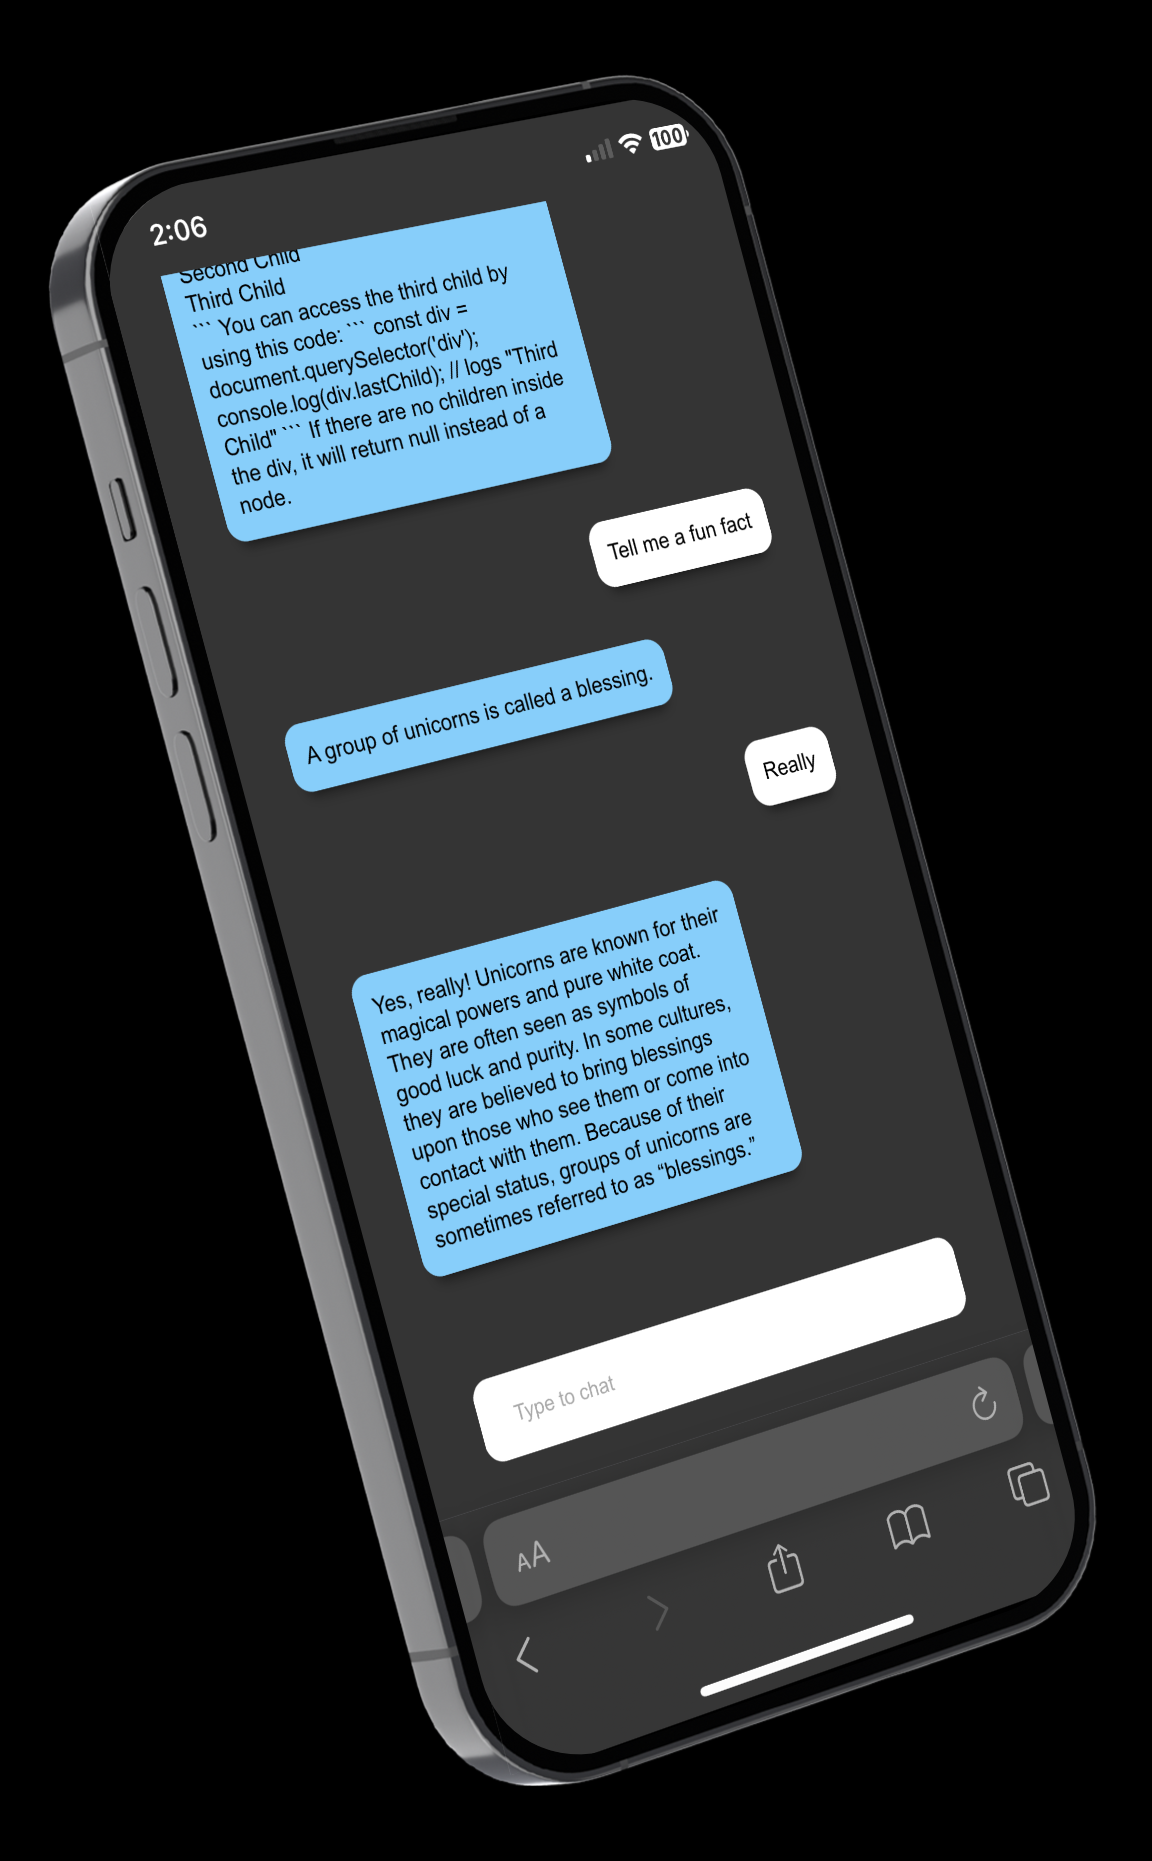 2:06
100
Second Child
Third Child
``` You can access the third child by
using this code: ``` const div =
document.querySelector('div');
console.log(div.lastChild); // logs "Third
Child" ``` If there are no children inside
the div, it will return null instead of a
node.
Tell me a fun fact
A group of unicorns is called a blessing.
Really
Yes, really! Unicorns are known for their
magical powers and pure white coat.
They are often seen as symbols of
good luck and purity. In some cultures,
they are believed to bring blessings
upon those who see them or come into
contact with them. Because of their
special status, groups of unicorns are
sometimes referred to as “blessings.”
Type to chat
AA